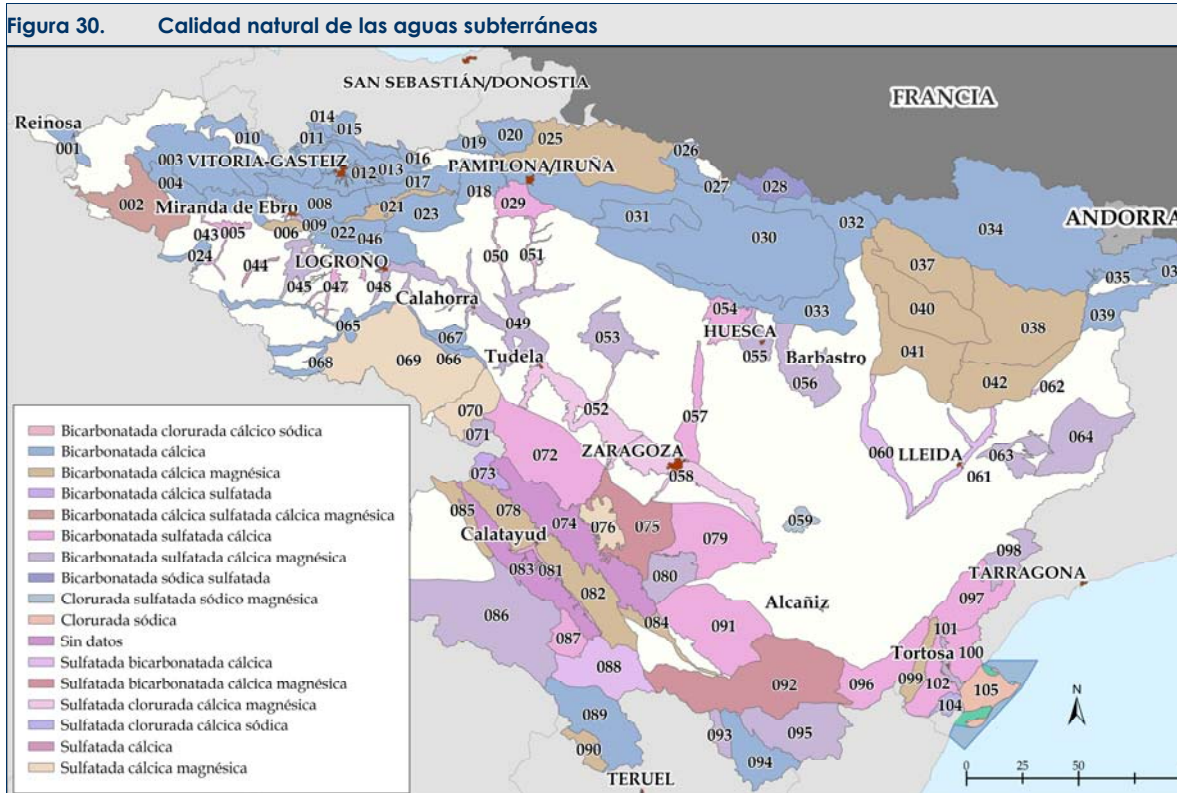 Figura 30. Calidad natural de las aguas subterráneas
SAN SEBASTIÁN/DONOSTIA
FRANCIA
Reinosa
001
010
014
011
015
019
020
025
026
003
VITORIA-GASTEIZ
012
013
016
PAMPLONA/IRUÑA
027
028
004
017
018
002
Miranda de Ebro
008
021
023
029
031
030
032
034
ANDORRA
043
005
006
009
022
046
024
LOGROÑO
050
051
037
035
044
045
047
048
Calahorra
033
040
038
039
065
067
049
053
054
HUESCA
055
Barbastro
041
068
069
066
Tudela
056
042
062
070
052
057
071
072
ZARAGOZA
058
060
LLEIDA
063
064
061
073
085
078
074
076
075
079
059
Calatayud
083
081
080
098
TARRAGONA
086
082
Alcañiz
097
087
084
091
101
088
Tortosa
100
092
096
099
102
105
089
104
090
093
095
094
TERUEL
Bicarbonatada clorurada cálcico sódica
Bicarbonatada cálcica
Bicarbonatada cálcica magnésica
Bicarbonatada cálcica sulfatada
Bicarbonatada cálcica sulfatada cálcica magnésica
Bicarbonatada sulfatada cálcica
Bicarbonatada sulfatada cálcica magnésica
Bicarbonatada sódica sulfatada
Clorurada sulfatada sódico magnésica
Clorurada sódica
Sin datos
Sulfatada bicarbonatada cálcica
Sulfatada bicarbonatada cálcica magnésica
Sulfatada clorurada cálcica magnésica
Sulfatada clorurada cálcica sódica
Sulfatada cálcica
Sulfatada cálcica magnésica
N
0 25 50